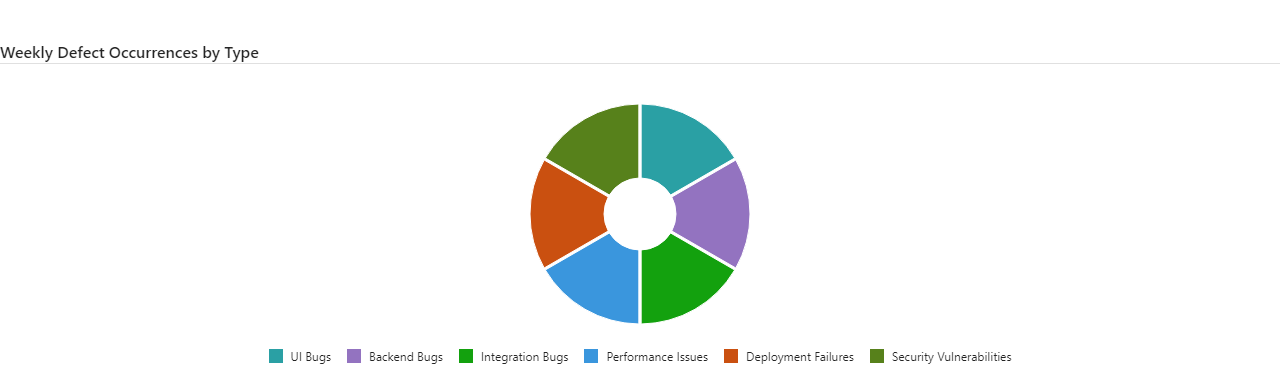 Weekly Defect Occurrences by Type
UI Bugs Backend Bugs Integration Bugs Performance Issues Deployment Failures Security Vulnerabilities